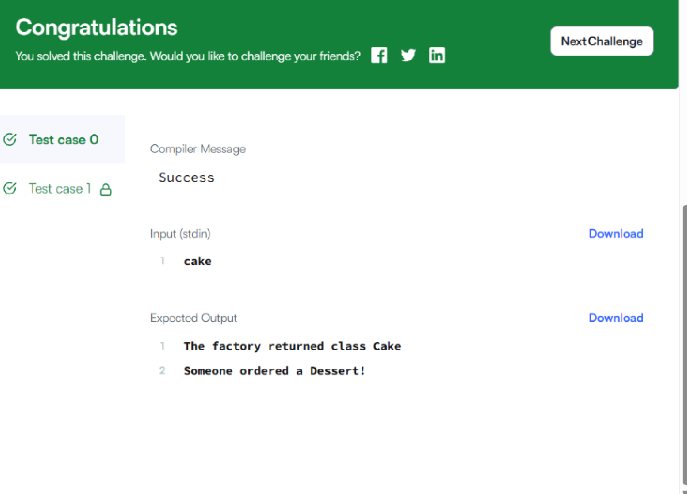 Congratulations
You solved this challenge. Would you like to challenge your friends?
Next Challenge
Test case 0
Test case 1
Compiler Message
Success
Input (stdin)
Download
1 cake
Expected Output
Download
1 The factory returned class Cake
2 Someone ordered a Dessert!